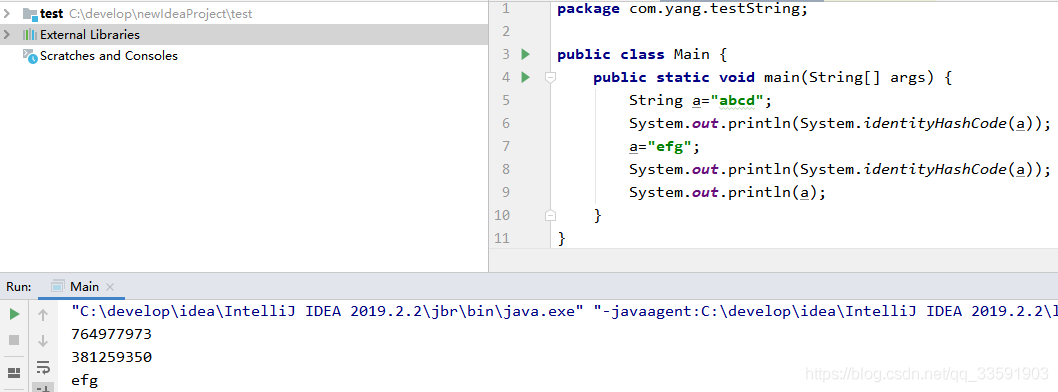 test C:\develop\newIdeaProject\test
External Libraries
Scratches and Consoles
1 package com.yang.testString;
2
3 public class Main {
4 public static void main(String[] args) {
5 String a="abcd";
6 System.out.println(System.identityHashCode(a));
7 a="efg";
8 System.out.println(System.identityHashCode(a));
9 System.out.println(a);
10 }
11 }
Run: Main
"C:\develop\idea\IntelliJ IDEA 2019.2.2\jbr\bin\java.exe" "-javaagent:C:\develop\idea\IntelliJ IDEA 2019.2.2\
764977973
381259350
efg
https://blog.csdn.net/qq_33591903